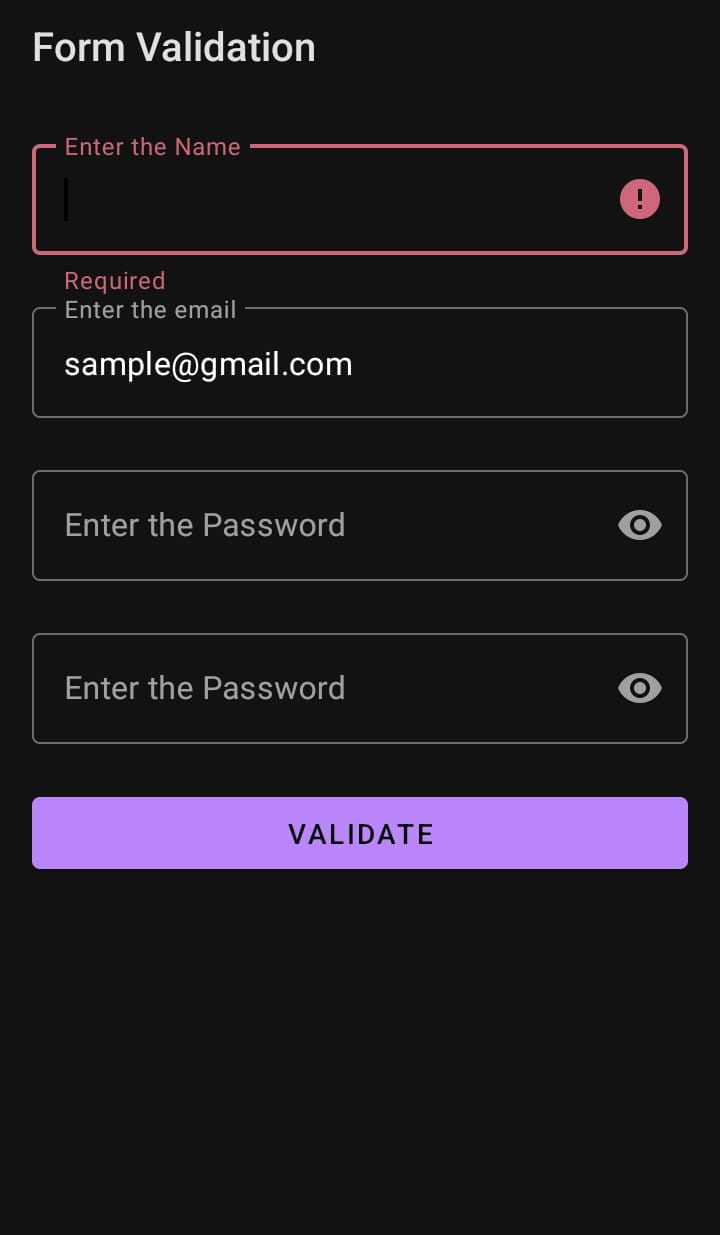 Form Validation
Enter the Name
Required
Enter the email
sample@gmail.com
Enter the Password
Enter the Password
VALIDATE